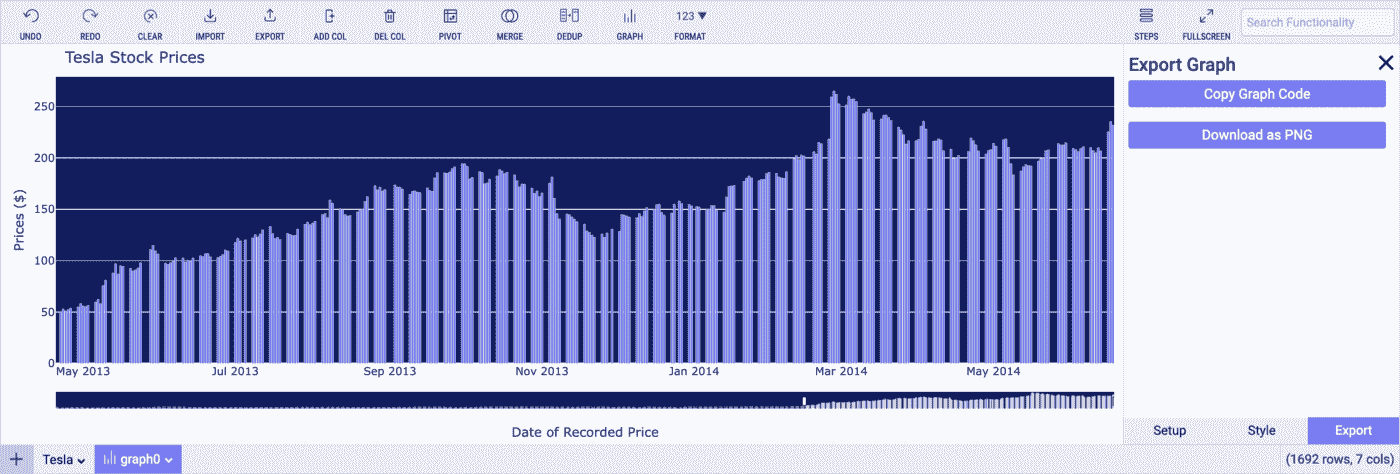 UNDO REDO CLEAR IMPORT EXPORT ADD COL DEL COL PIVOT MERGE DEDUP GRAPH 123 ▼ FORMAT STEPS FULLSCREEN Search Functionality
Tesla Stock Prices
Export Graph
Copy Graph Code
Download as PNG
Prices ($)
250
200
150
100
50
0
May 2013 Jul 2013 Sep 2013 Nov 2013 Jan 2014 Mar 2014 May 2014
Date of Recorded Price
Setup Style Export
+ Tesla graph0 (1692 rows, 7 cols)